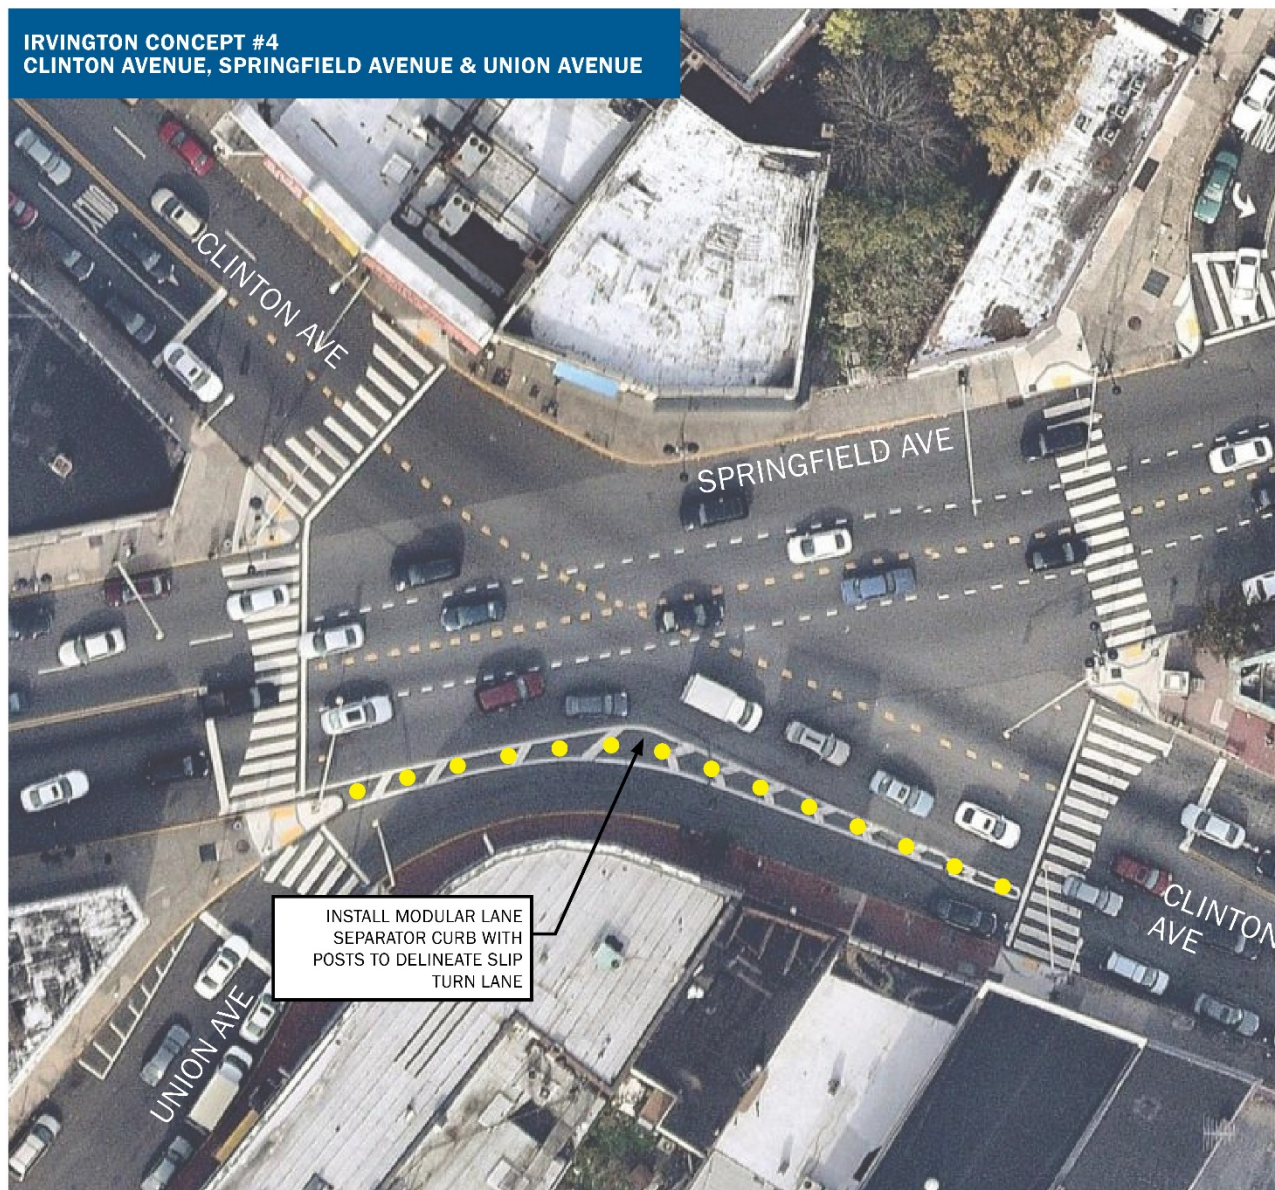 IRVINGTON CONCEPT #4
CLINTON AVENUE, SPRINGFIELD AVENUE & UNION AVENUE
CLINTON AVE
SPRINGFIELD AVE
INSTALL MODULAR LANE
SEPARATOR CURB WITH
POSTS TO DELINEATE SLIP
TURN LANE
CLINTON
AVE
UNION AVE